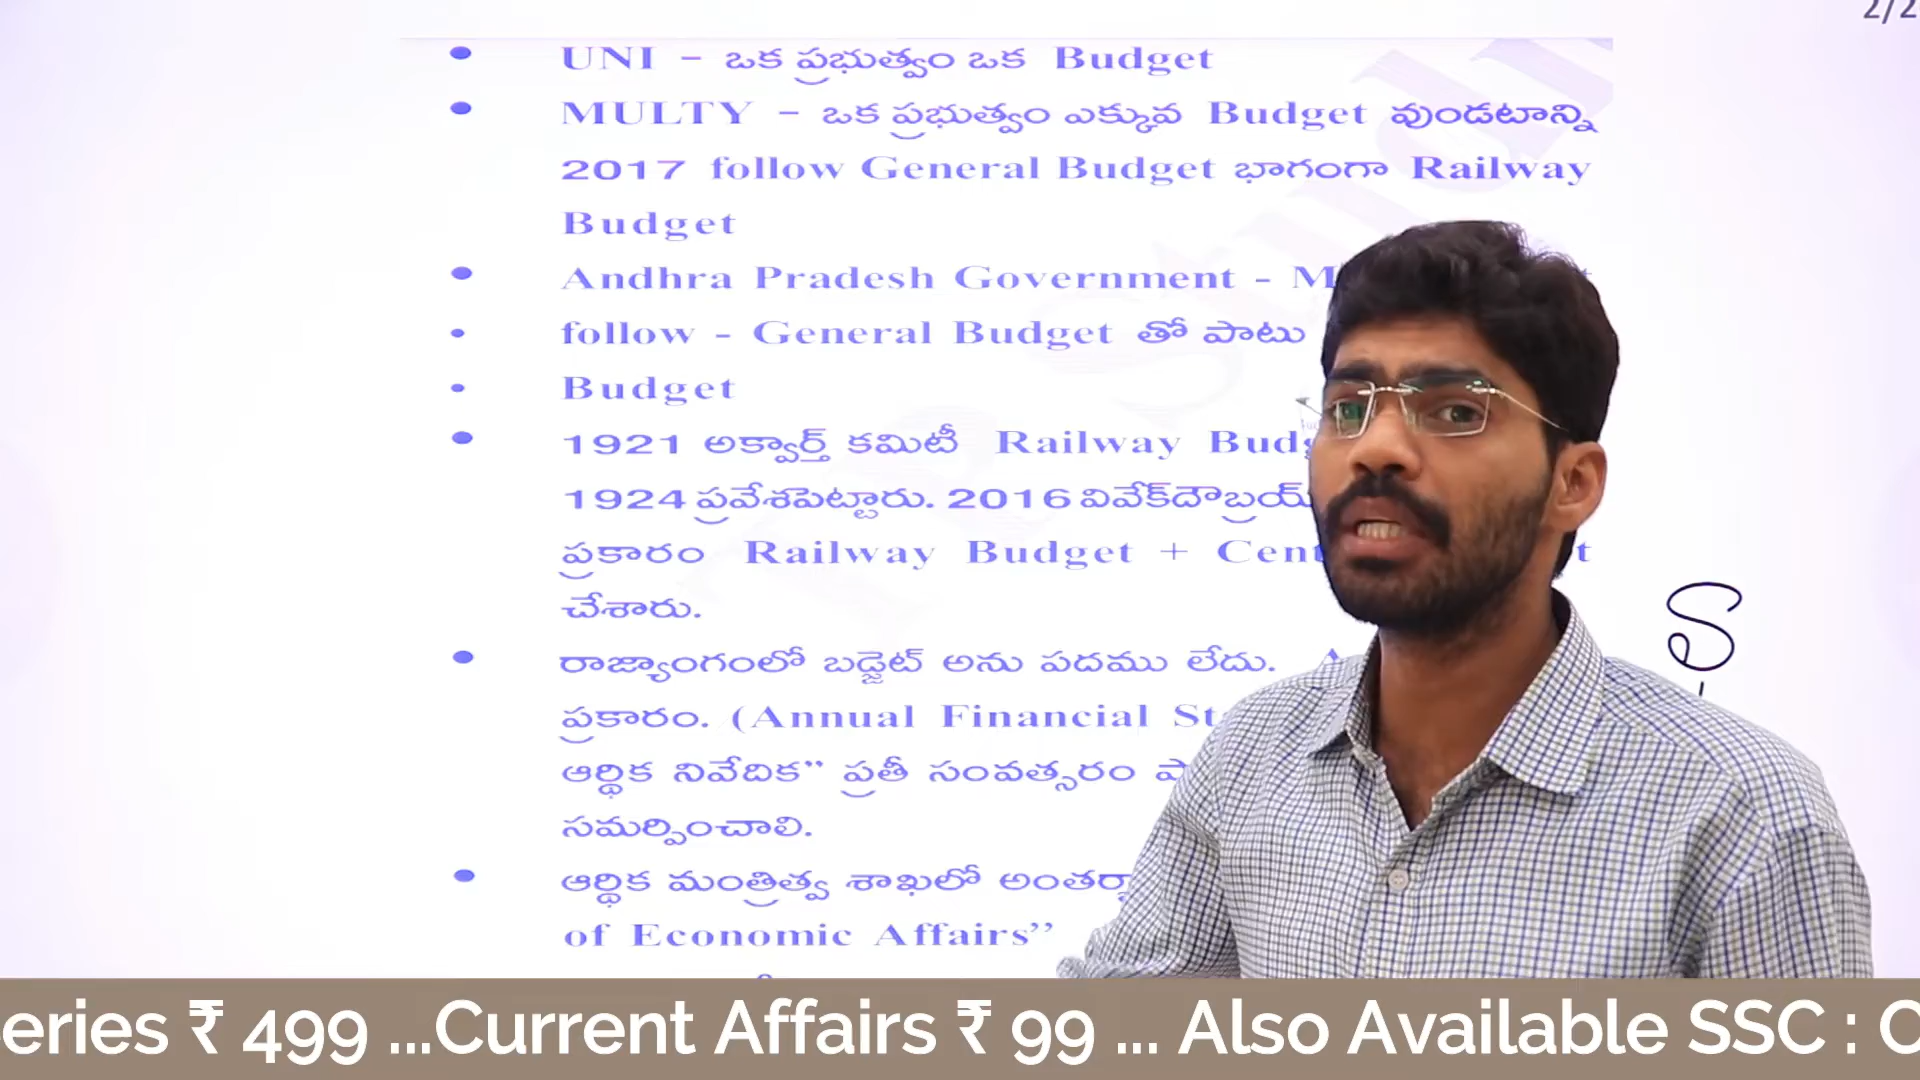 2/2
UNI - ఒక ప్రభుత్వం ఒక Budget
MULTY - ఒక ప్రభుత్వం ఎక్కువ Budget వుండటాన్ని
2017 follow General Budget భాగంగా Railway
Budget
Andhra Pradesh Government - M
follow - General Budget తో పాటు
Budget
1921 అక్వార్త్ కమిటీ Railway Budg
1924 ప్రవేశపెట్టారు. 2016 వివేక్‌దౌబ్రయ్
ప్రకారం Railway Budget + Cent t
చేశారు.
రాజ్యాంగంలో బడ్జెట్ అను పదము లేదు. A
ప్రకారం. (Annual Financial St
ఆర్థిక నివేదిక” ప్రతీ సంవత్సరం పా
సమర్పించాలి.
ఆర్థిక మంత్రిత్వ శాఖలో అంతర్భా
of Economic Affairs”
eries ₹ 499 ...Current Affairs ₹ 99 ... Also Available SSC : C